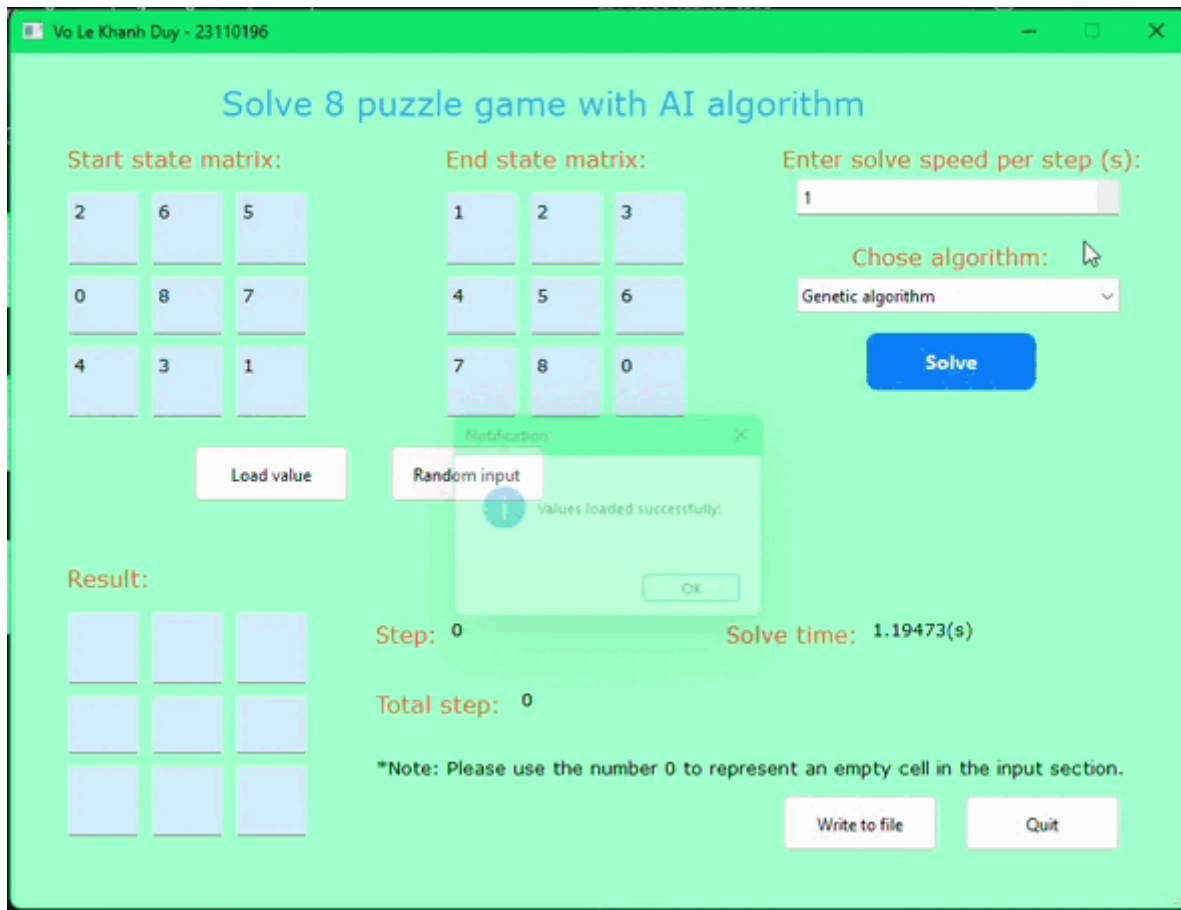 Vo Le Khanh Duy - 23110196
Solve 8 puzzle game with AI algorithm
Start state matrix:
2 6 5
0 8 7
4 3 1
End state matrix:
1 2 3
4 5 6
7 8 0
Enter solve speed per step (s):
1
Chose algorithm:
Genetic algorithm
Solve
Load value
Random input
Notification
Values loaded successfully!
OK
Result:
Step: 0
Solve time: 1.19473(s)
Total step: 0
*Note: Please use the number 0 to represent an empty cell in the input section.
Write to file
Quit